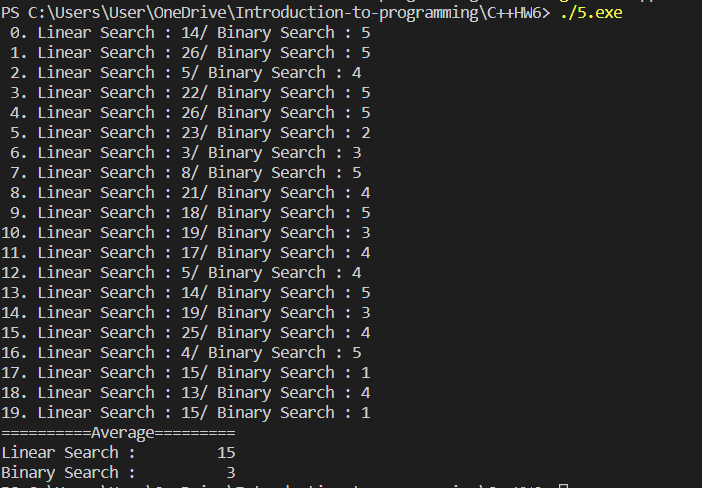 PS C:\Users\User\OneDrive\Introduction-to-programming\C++HW6> ./5.exe
 0. Linear Search : 14/ Binary Search : 5
 1. Linear Search : 26/ Binary Search : 5
 2. Linear Search : 5/ Binary Search : 4
 3. Linear Search : 22/ Binary Search : 5
 4. Linear Search : 26/ Binary Search : 5
 5. Linear Search : 23/ Binary Search : 2
 6. Linear Search : 3/ Binary Search : 3
 7. Linear Search : 8/ Binary Search : 5
 8. Linear Search : 21/ Binary Search : 4
 9. Linear Search : 18/ Binary Search : 5
10. Linear Search : 19/ Binary Search : 3
11. Linear Search : 17/ Binary Search : 4
12. Linear Search : 5/ Binary Search : 4
13. Linear Search : 14/ Binary Search : 5
14. Linear Search : 19/ Binary Search : 3
15. Linear Search : 25/ Binary Search : 4
16. Linear Search : 4/ Binary Search : 5
17. Linear Search : 15/ Binary Search : 1
18. Linear Search : 13/ Binary Search : 4
19. Linear Search : 15/ Binary Search : 1
==========Average=========
Linear Search :        15
Binary Search :         3